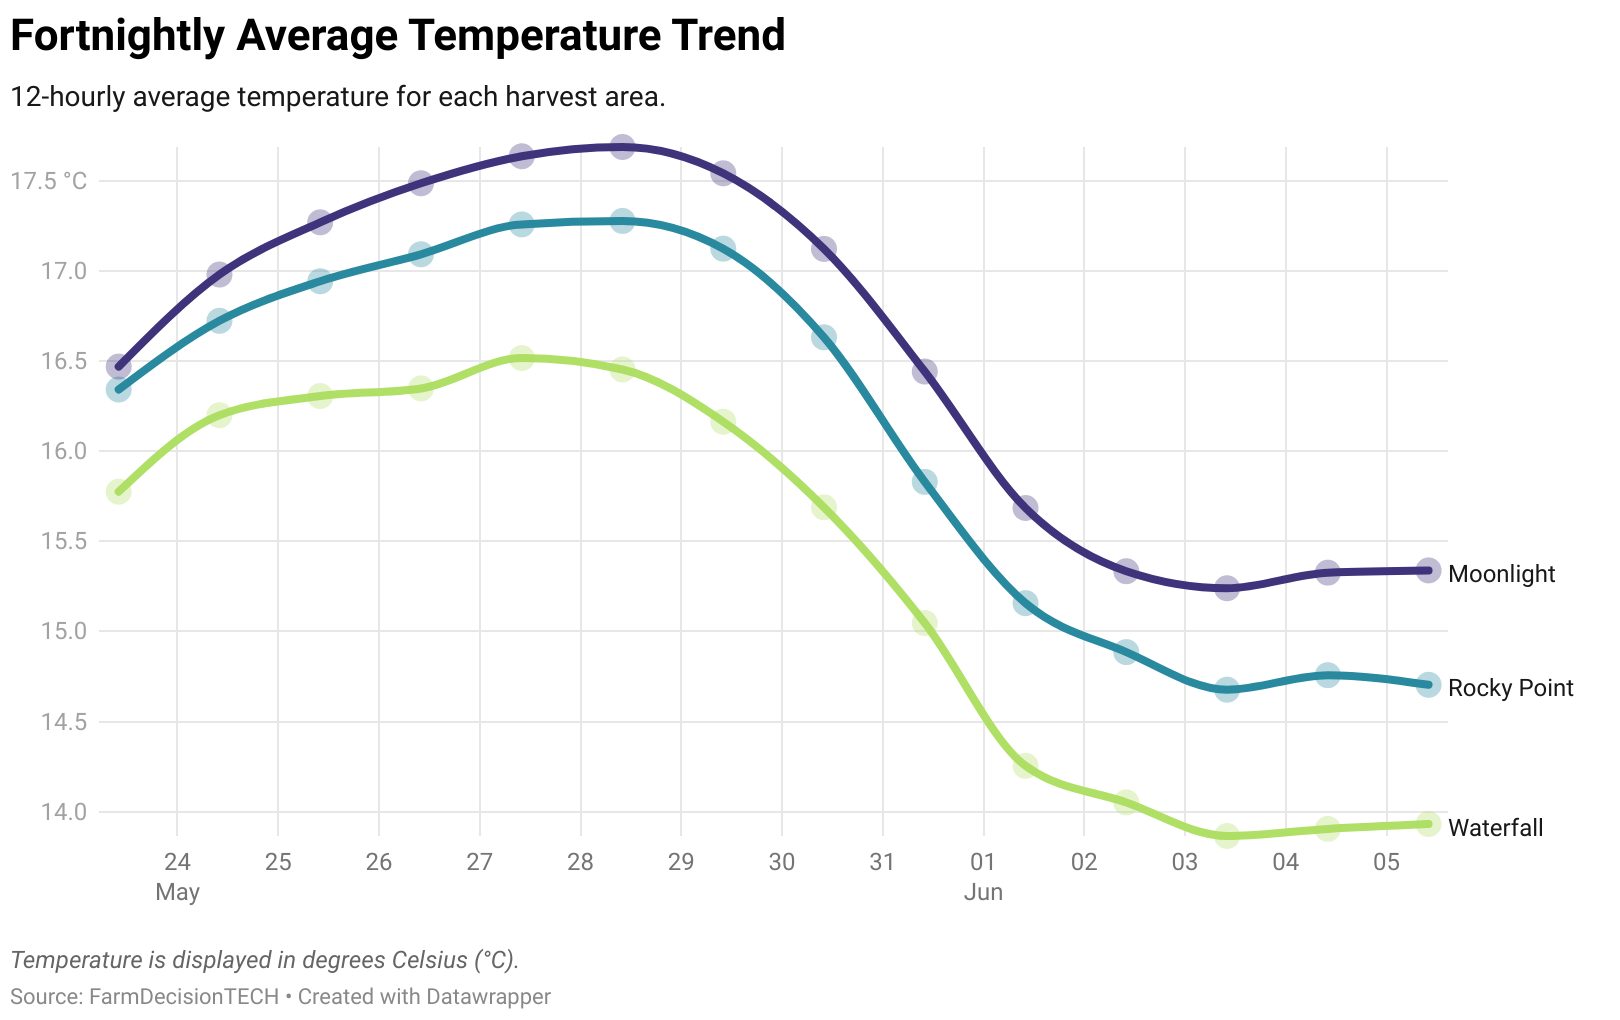 Fortnightly Average Temperature Trend
12-hourly average temperature for each harvest area.
17.5 °C
17.0
16.5
16.0
15.5
15.0
14.5
14.0
Moonlight
Rocky Point
Waterfall
24 25 26 27 28 29 30 31 01 02 03 04 05
May Jun
Temperature is displayed in degrees Celsius (°C).
Source: FarmDecisionTECH • Created with Datawrapper